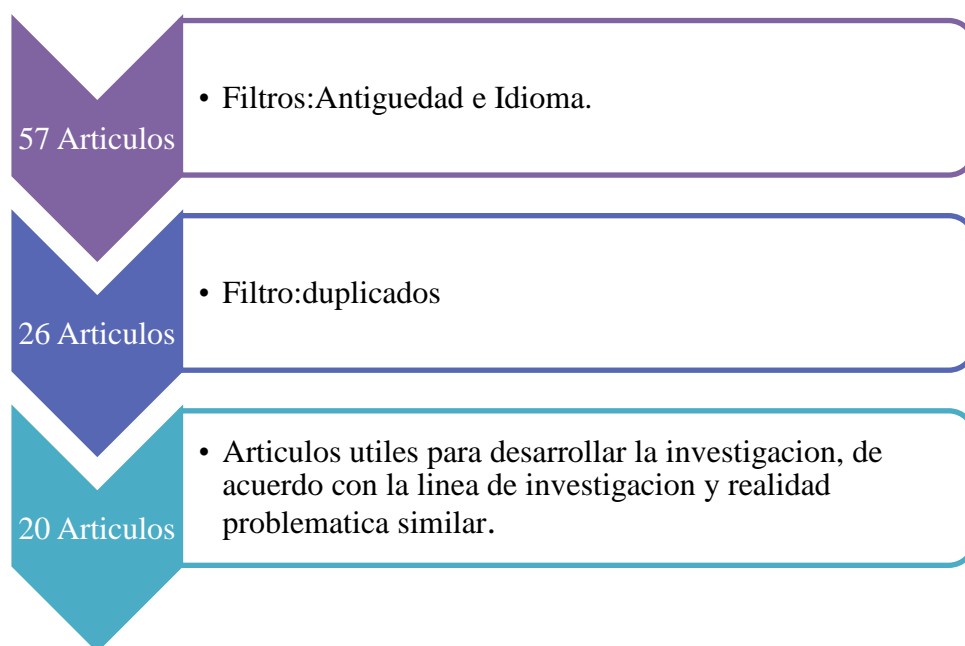 57 Articulos
• Filtros:Antiguedad e Idioma.
26 Articulos
• Filtro:duplicados
20 Articulos
• Articulos utiles para desarrollar la investigacion, de
acuerdo con la linea de investigacion y realidad
problematica similar.